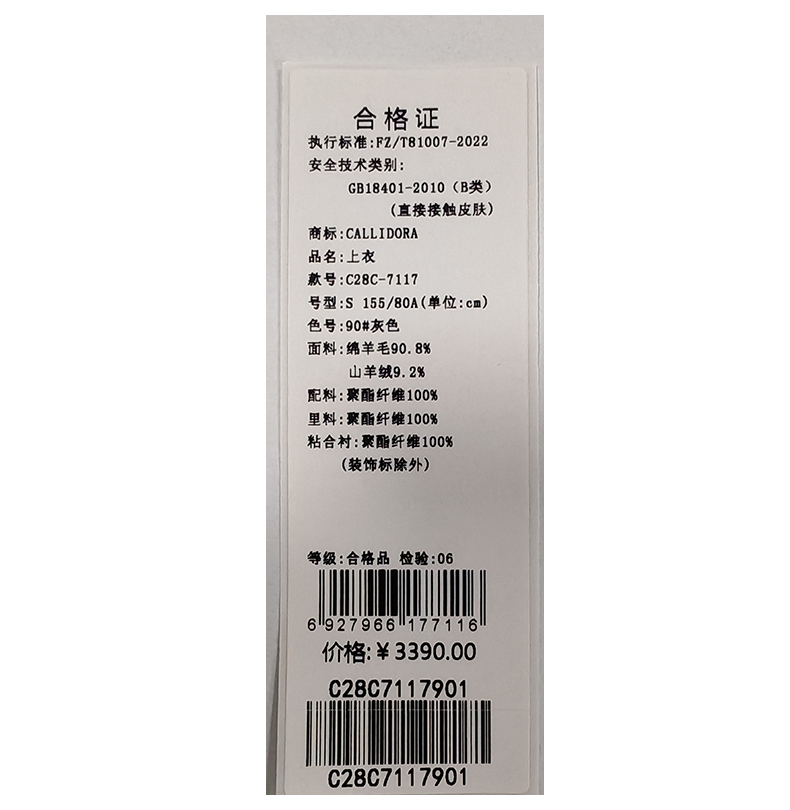 合格证
执行标准:FZ/T81007-2022
安全技术类别:
GB18401-2010（B类）
(直接接触皮肤)
商标:CALLIDORA
品名:上衣
款号:C28C-7117
号型:S 155/80A(单位:cm)
色号:90#灰色
面料:绵羊毛90.8%
山羊绒9.2%
配料:聚酯纤维100%
里料:聚酯纤维100%
粘合衬:聚酯纤维100%
(装饰标除外)
等级:合格品 检验:06
6 927966 177116
价格:￥3390.00
C28C7117901
C28C7117901